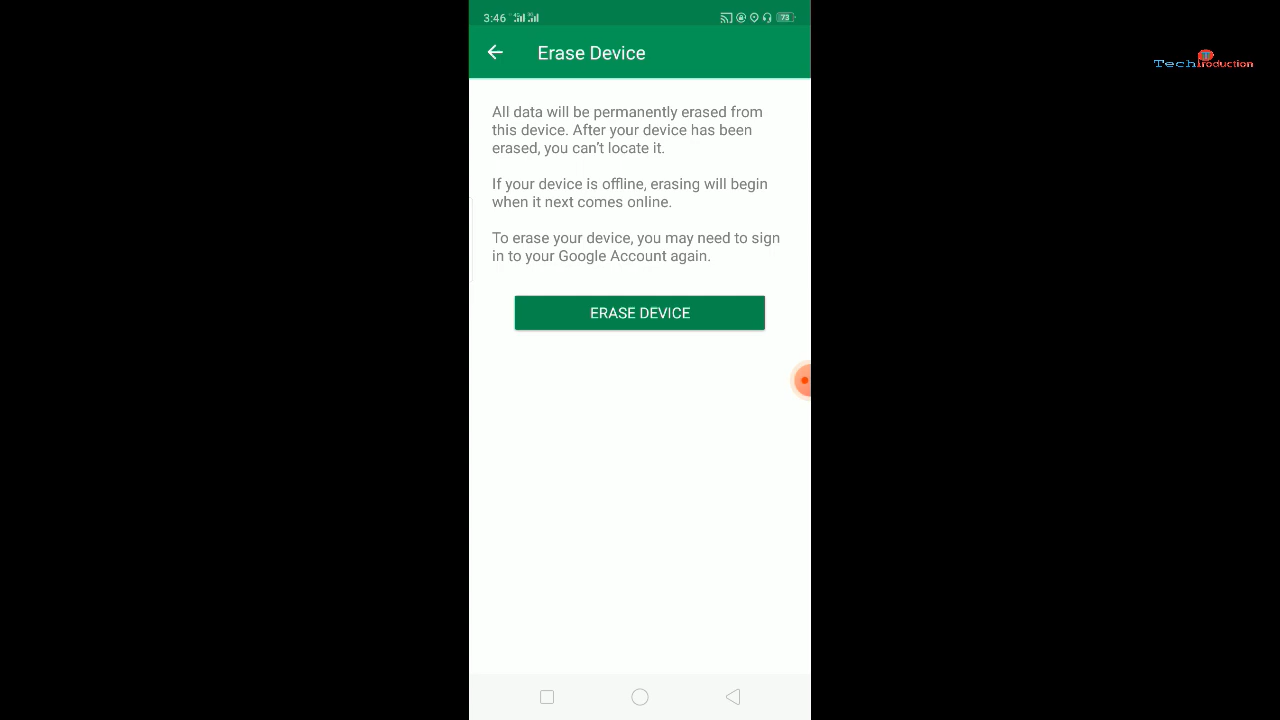 3:46
73
Erase Device
TechProduction
All data will be permanently erased from
this device. After your device has been
erased, you can't locate it.
If your device is offline, erasing will begin
when it next comes online.
To erase your device, you may need to sign
in to your Google Account again.
ERASE DEVICE